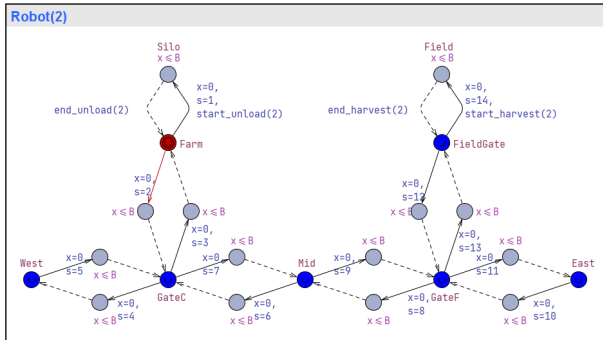 Robot(2)
Silo
x ⩽ B
Field
x ⩽ B
end_unload(2)
x=0,
s=1,
start_unload(2)
end_harvest(2)
x=0,
s=14,
start_harvest(2)
Farm
FieldGate
x=0,
s=2
x=0,
s=12
x ⩽ B
x ⩽ B
x ⩽ B
x ⩽ B
x=0,
s=3
x=0,
s=13
West
x=0
s=5
x ⩽ B
x=0
s=7
x ⩽ B
Mid
x=0,
s=9
x ⩽ B
x=0
s=11
x ⩽ B
East
GateC
GateF
x=0,
s=4
x ⩽ B
x=0,
s=6
x ⩽ B
x=0,
s=8
x ⩽ B
x=0,
s=10
x ⩽ B